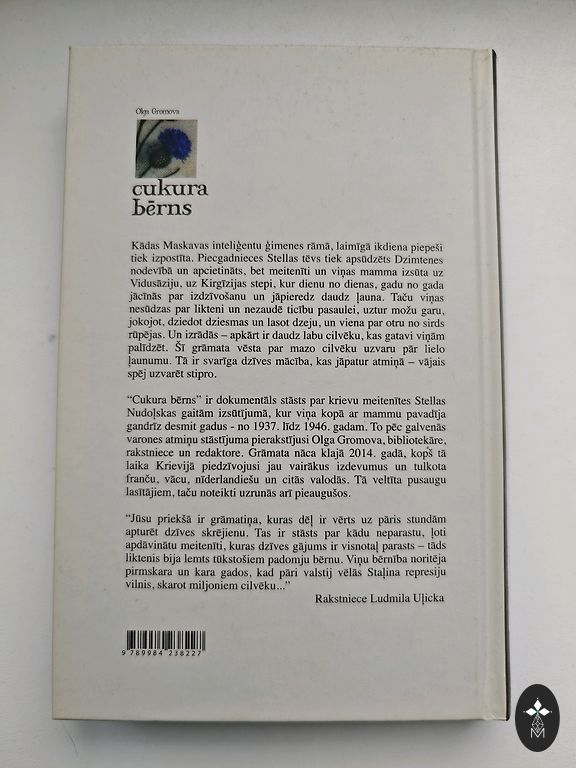 Olga Gromova
cukura
bērns
Kādas Maskavas inteliģentu ģimenes rāmā, laimīgā ikdiena piepeši
tiek izpostīta. Piecgadnieces Stellas tēvs tiek apsūdzēts Dzimtenes
nodevībā un apcietināts, bet meitenīti un viņas mamma izsūta uz
Vidusāziju, uz Kirgīzijas stepi, kur dienu no dienas, gadu no gada
jācīnās par izdzīvošanu un jāpieredz daudz ļauna. Taču viņas
nesūdzas par likteni un nezaudē ticību pasaulei, uztur možu garu,
jokojot, dziedot dziesmas un lasot dzeju, un viena par otru no sirds
rūpējas. Un izrādās – apkārt ir daudz labu cilvēku, kas gatavi viņām
palīdzēt. Šī grāmata vēsta par mazo cilvēku uzvaru pār lielo
ļaunumu. Tā ir svarīga dzīves mācība, kas jāpatur atmiņā – vājais
spēj uzvarēt stipro.
“Cukura bērns” ir dokumentāls stāsts par krievu meitenītes Stellas
Nudoļskas gaitām izsūtījumā, kur viņa kopā ar mammu pavadīja
gandrīz desmit gadus - no 1937. līdz 1946. gadam. To pēc galvenās
varones atmiņu stāstījuma pierakstījusi Olga Gromova, bibliotekāre,
rakstniece un redaktore. Grāmata nāca klajā 2014. gadā, kopš tā
laika Krievijā piedzīvojusi jau vairākus izdevumus un tulkota
franču, vācu, nīderlandiešu un citās valodās. Tā veltīta pusaugu
lasītājiem, taču noteikti uzrunās arī pieaugušos.
“Jūsu priekšā ir grāmatiņa, kuras dēļ ir vērts uz pāris stundām
apturēt dzīves skrējienu. Tas ir stāsts par kādu neparastu, ļoti
apdāvinātu meitenīti, kuras dzīves gājums ir visnotaļ parasts – tāds
liktenis bija lemts tūkstošiem padomju bērnu. Viņu bērnība noritēja
pirmskara un kara gados, kad pāri valstij vēlās Staļina represiju
vilnis, skarot miljoniem cilvēku...”
Rakstniece Ludmila Uļicka
9 789984 238227
M